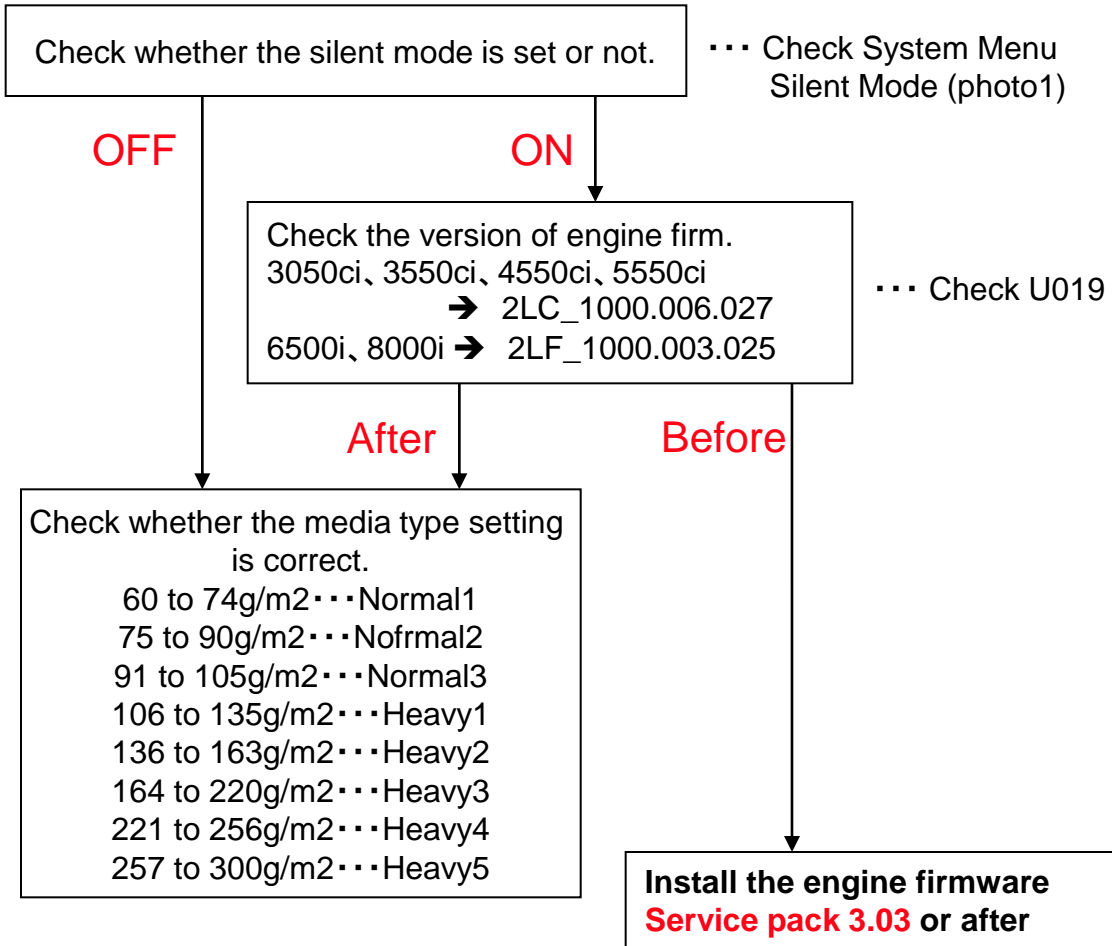 Check whether the silent mode is set or not.
･･･ Check System Menu
Silent Mode (photo1)
OFF
ON
Check the version of engine firm.
3050ci、3550ci、4550ci、5550ci
➔ 2LC_1000.006.027
6500i、8000i ➔ 2LF_1000.003.025
･･･ Check U019
After
Before
Check whether the media type setting
is correct.
60 to 74g/m2･･･Normal1
75 to 90g/m2･･･Nofrmal2
91 to 105g/m2･･･Normal3
106 to 135g/m2･･･Heavy1
136 to 163g/m2･･･Heavy2
164 to 220g/m2･･･Heavy3
221 to 256g/m2･･･Heavy4
257 to 300g/m2･･･Heavy5
Install the engine firmware
Service pack 3.03 or after